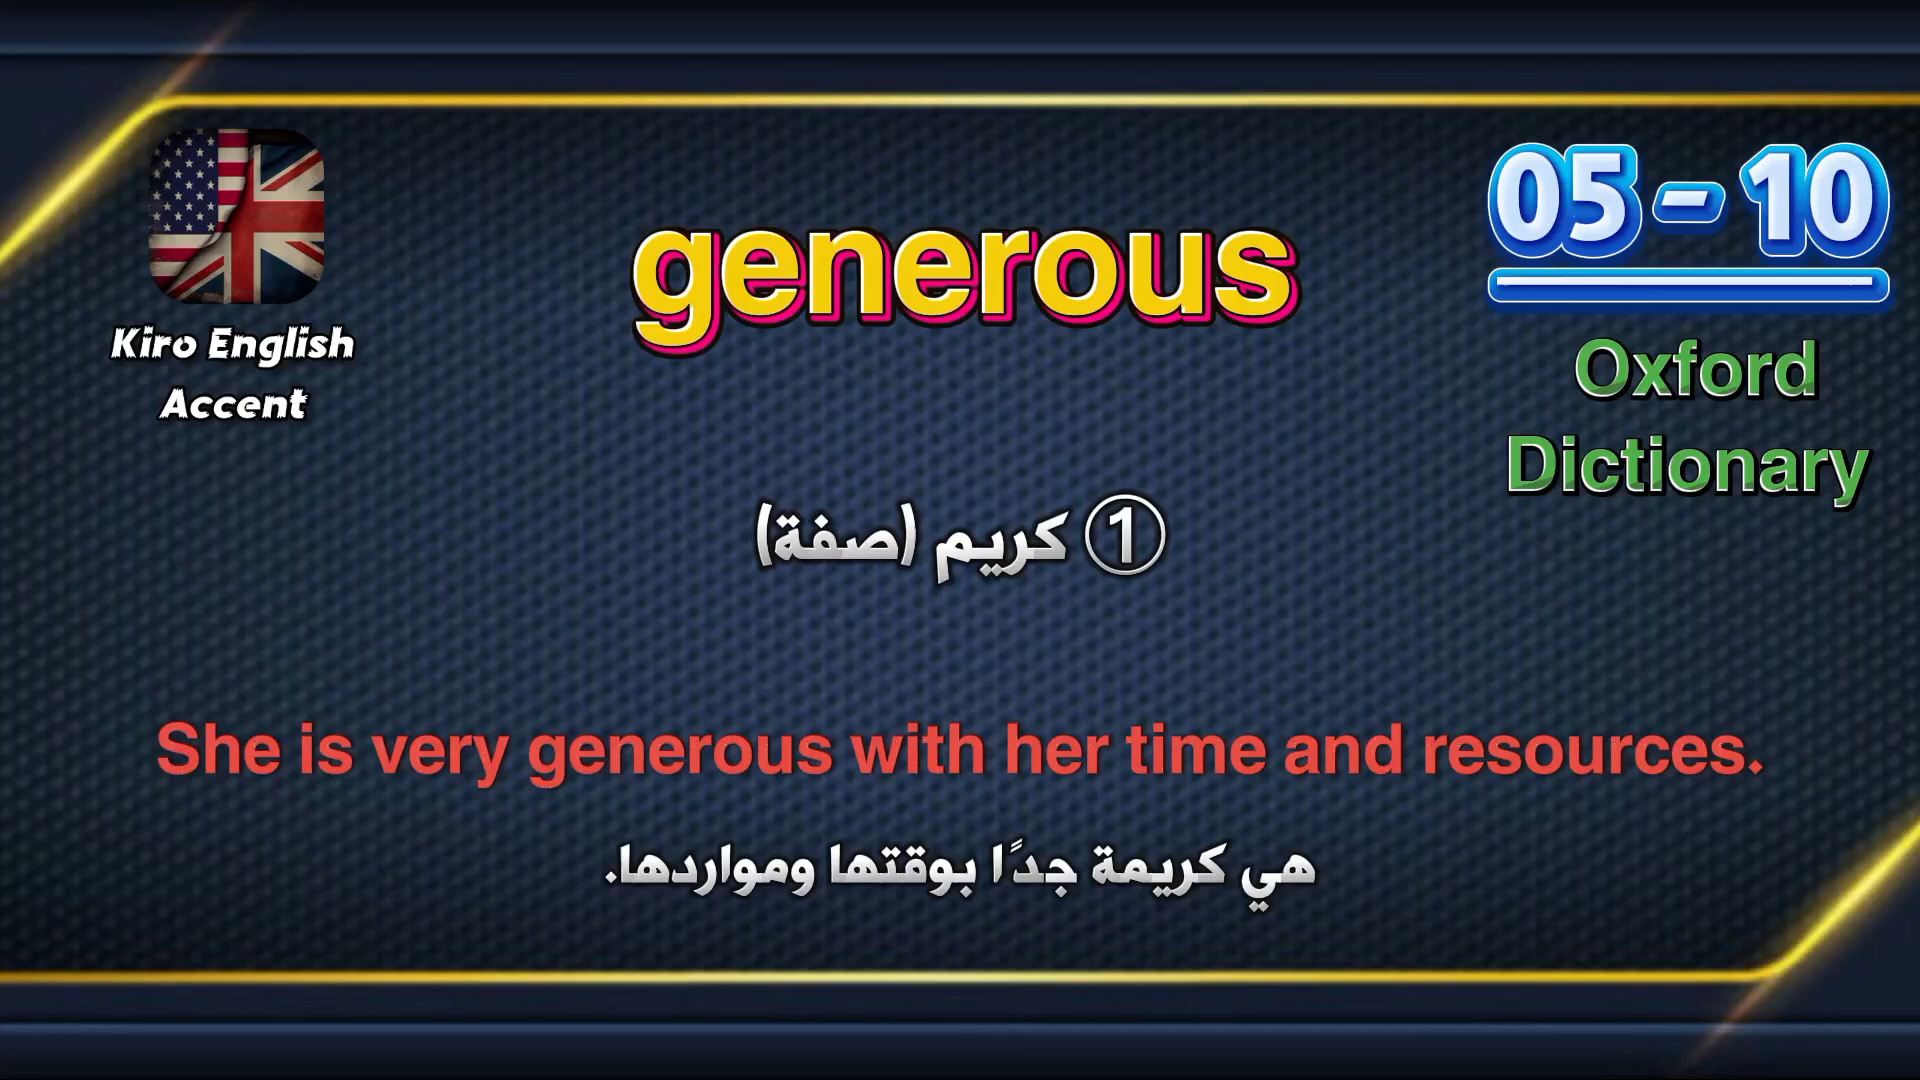 Kiro English
Accent
generous
05-10
Oxford
Dictionary
① كريم (صفة)
She is very generous with her time and resources.
هي كريمة جدًا بوقتها ومواردها.